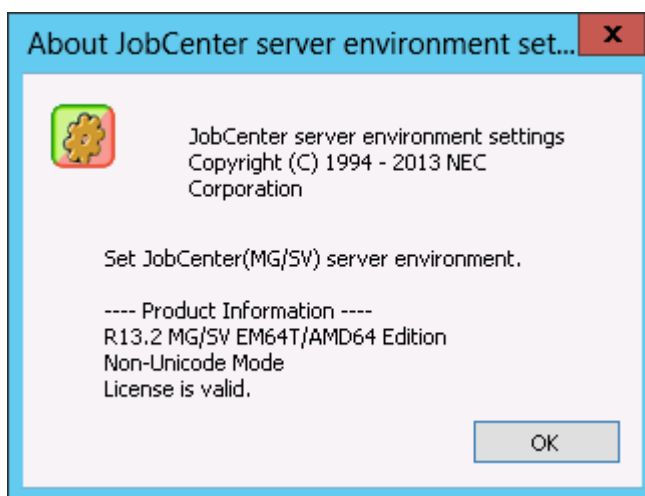 About JobCenter server environment set...
x
JobCenter server environment settings
Copyright (C) 1994 - 2013 NEC
Corporation
Set JobCenter(MG/SV) server environment.
---- Product Information ----
R13.2 MG/SV EM64T/AMD64 Edition
Non-Unicode Mode
License is valid.
OK